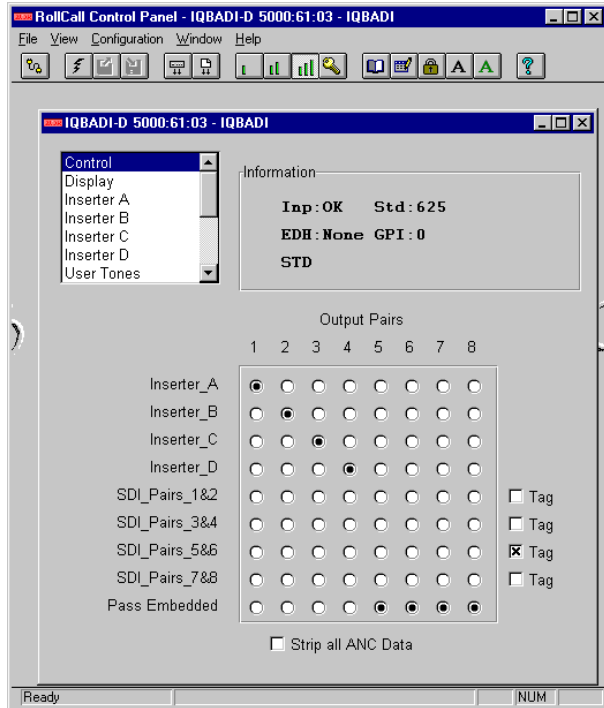 RollCall Control Panel - IQBADI-D 5000:61:03 - IQBADI
File View Configuration Window Help
A A ?
IQBADI-D 5000:61:03 - IQBADI
Control
Display
Inserter A
Inserter B
Inserter C
Inserter D
User Tones
Information
Inp:OK Std:625
EDH:None GPI:0
STD
Output Pairs
1 2 3 4 5 6 7 8
Inserter_A
Inserter_B
Inserter_C
Inserter_D
SDI_Pairs_1&2 Tag
SDI_Pairs_3&4 Tag
SDI_Pairs_5&6 Tag
SDI_Pairs_7&8 Tag
Pass Embedded
Strip all ANC Data
Ready NUM